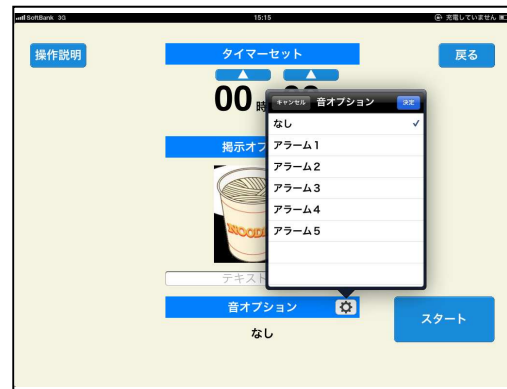 SoftBank 3G 15:15 充電していません
操作説明 タイマーセット 戻る
00 時
キャンセル 音オプション 決定
なし
アラーム1
アラーム2
アラーム3
アラーム4
アラーム5
掲示オプ
NOOD
テキスト
音オプション
なし
スタート